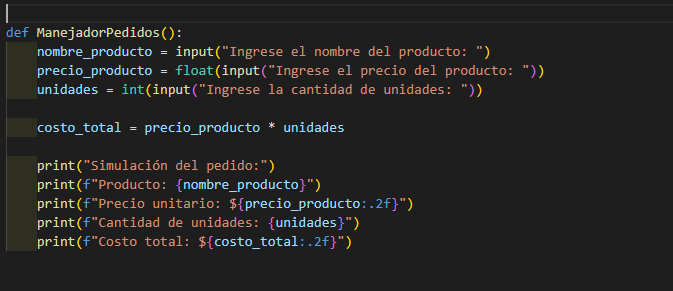 def ManejadorPedidos():
    nombre_producto = input("Ingrese el nombre del producto: ")
    precio_producto = float(input("Ingrese el precio del producto: "))
    unidades = int(input("Ingrese la cantidad de unidades: "))
    costo_total = precio_producto * unidades
    print("Simulación del pedido:")
    print(f"Producto: {nombre_producto}")
    print(f"Precio unitario: ${precio_producto:.2f}")
    print(f"Cantidad de unidades: {unidades}")
    print(f"Costo total: ${costo_total:.2f}")